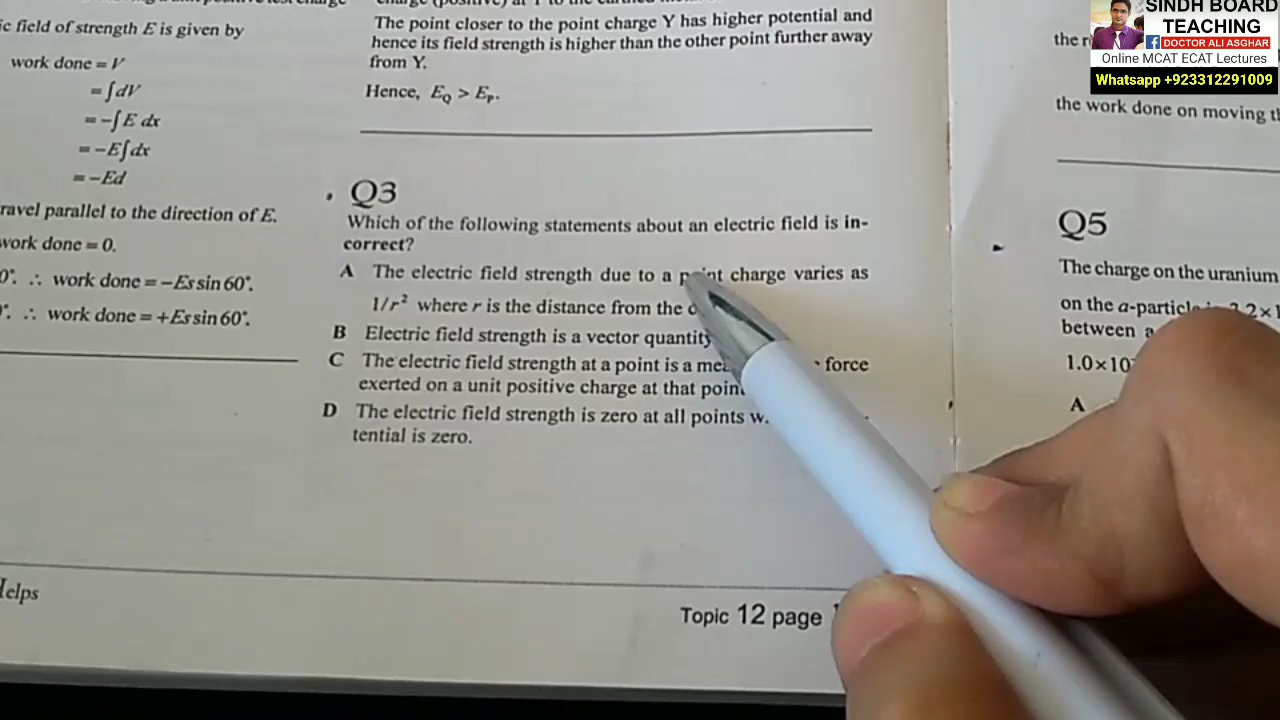 ic field of strength E is given by
work done = V
= ∫dV
= −∫E dx
= −E∫dx
= −Ed
ravel parallel to the direction of E.
work done = 0.
0°. ∴ work done = −Es sin 60°.
°. ∴ work done = +Es sin 60°.
Helps
The point closer to the point charge Y has higher potential and
hence its field strength is higher than the other point further away
from Y.
Hence, E_Q > E_P.
Q3
Which of the following statements about an electric field is in-
correct?
A The electric field strength due to a point charge varies as
1/r² where r is the distance from the
B Electric field strength is a vector quantity
C The electric field strength at a point is a force
exerted on a unit positive charge at that point
D The electric field strength is zero at all points
tential is zero.
Topic 12 page
the work done on moving
Q5
The charge on the uranium
on the α-particle
between
1.0×10
A
SINDH BOARD
TEACHING
DOCTOR ALI ASGHAR
Online MCAT ECAT Lectures
Whatsapp +923312291009